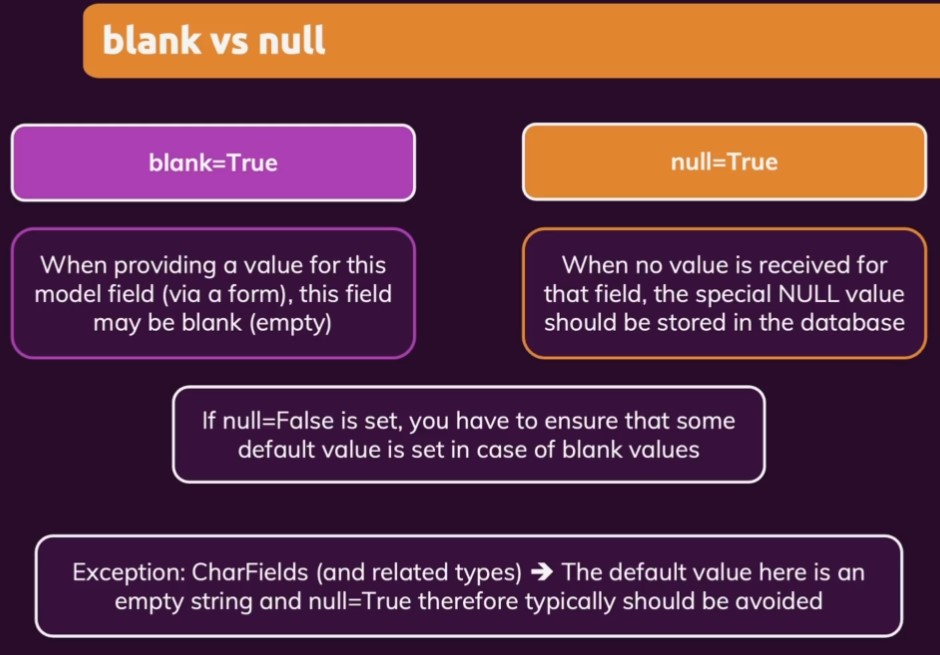 blank vs null
blank=True
null=True
When providing a value for this
model field (via a form), this field
may be blank (empty)
When no value is received for
that field, the special NULL value
should be stored in the database
If null=False is set, you have to ensure that some
default value is set in case of blank values
Exception: CharFields (and related types) ➔ The default value here is an
empty string and null=True therefore typically should be avoided